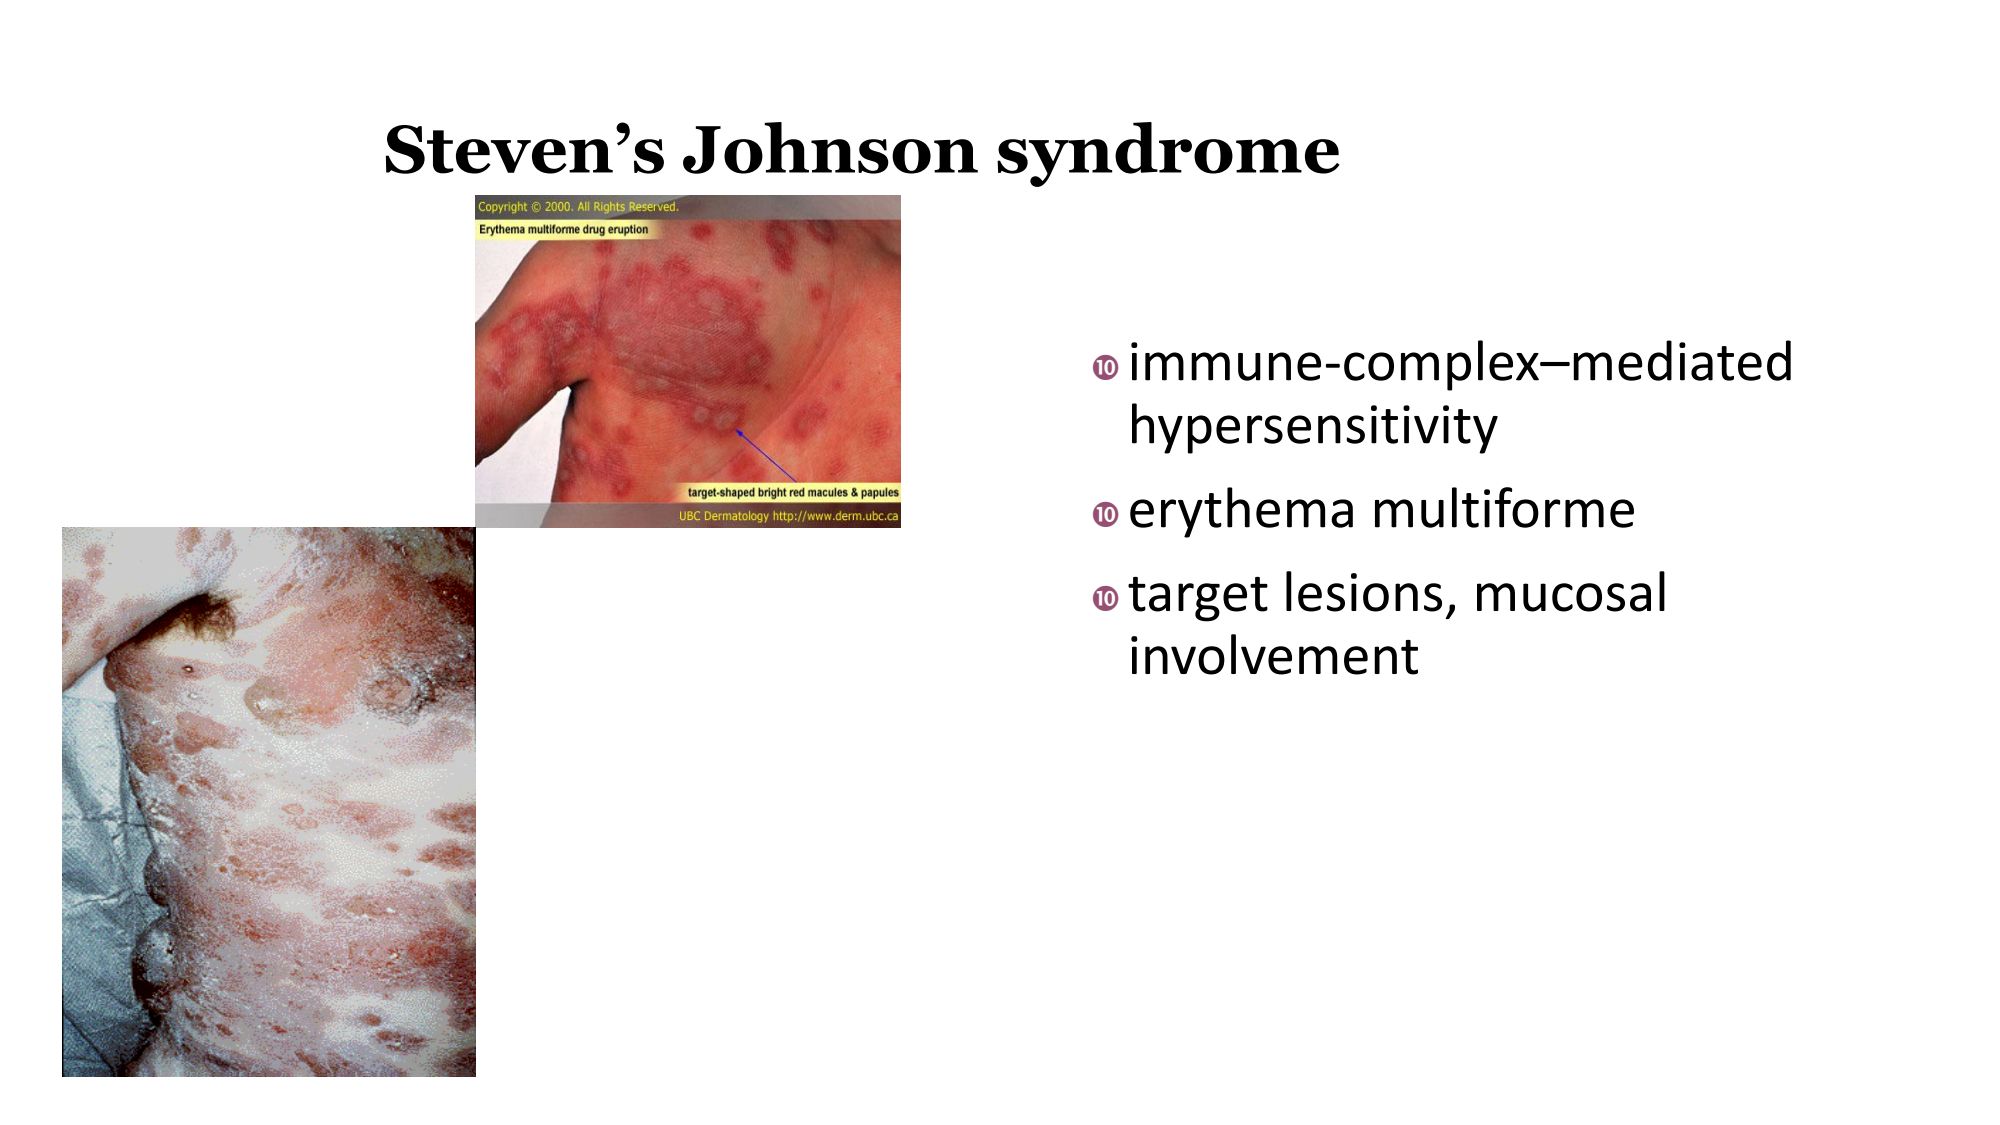 Steven’s Johnson syndrome
Copyright © 2000. All Rights Reserved.
Erythema multiforme drug eruption
target-shaped bright red macules & papules
UBC Dermatology http://www.derm.ubc.ca
❿ immune-complex–mediated
hypersensitivity
❿ erythema multiforme
❿ target lesions, mucosal
involvement